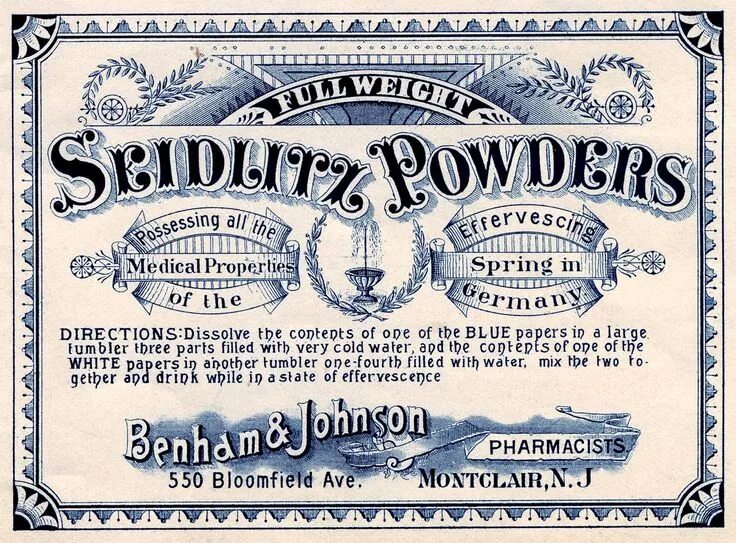 FULL WEIGHT
SEIDLITZ POWDERS
Possessing all the
Medical Properties
of the
Effervescing
Spring in
Germany
DIRECTIONS: Dissolve the contents of one of the BLUE papers in a large
tumbler three parts filled with very cold water, and the contents of one of the
WHITE papers in another tumbler one-fourth filled with water, mix the two to-
gether and drink while in a state of effervescence
Benham & Johnson
PHARMACISTS.
550 Bloomfield Ave. MONTCLAIR, N. J